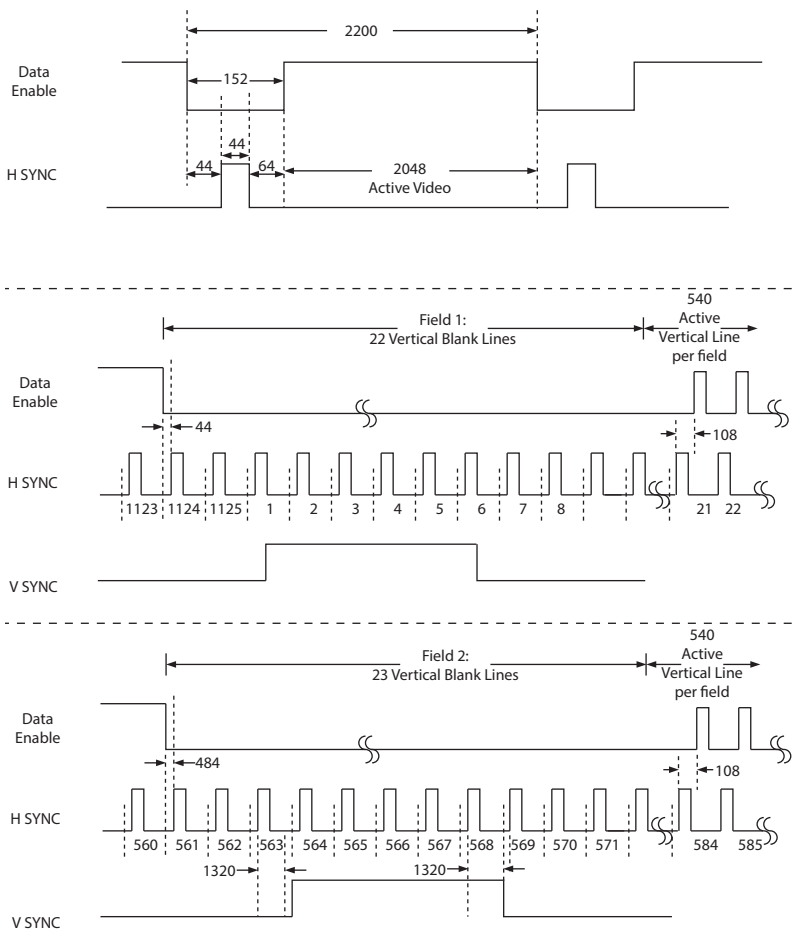 2200
Data
Enable
152
44
44
64
H SYNC
2048
Active Video
540
Active
Vertical Line
per field
Field 1:
22 Vertical Blank Lines
Data
Enable
44
108
H SYNC
1123 1124 1125 1 2 3 4 5 6 7 8 21 22
V SYNC
540
Active
Vertical Line
per field
Field 2:
23 Vertical Blank Lines
Data
Enable
484
108
H SYNC
560 561 562 563 564 565 566 567 568 569 570 571 584 585
1320 1320
V SYNC